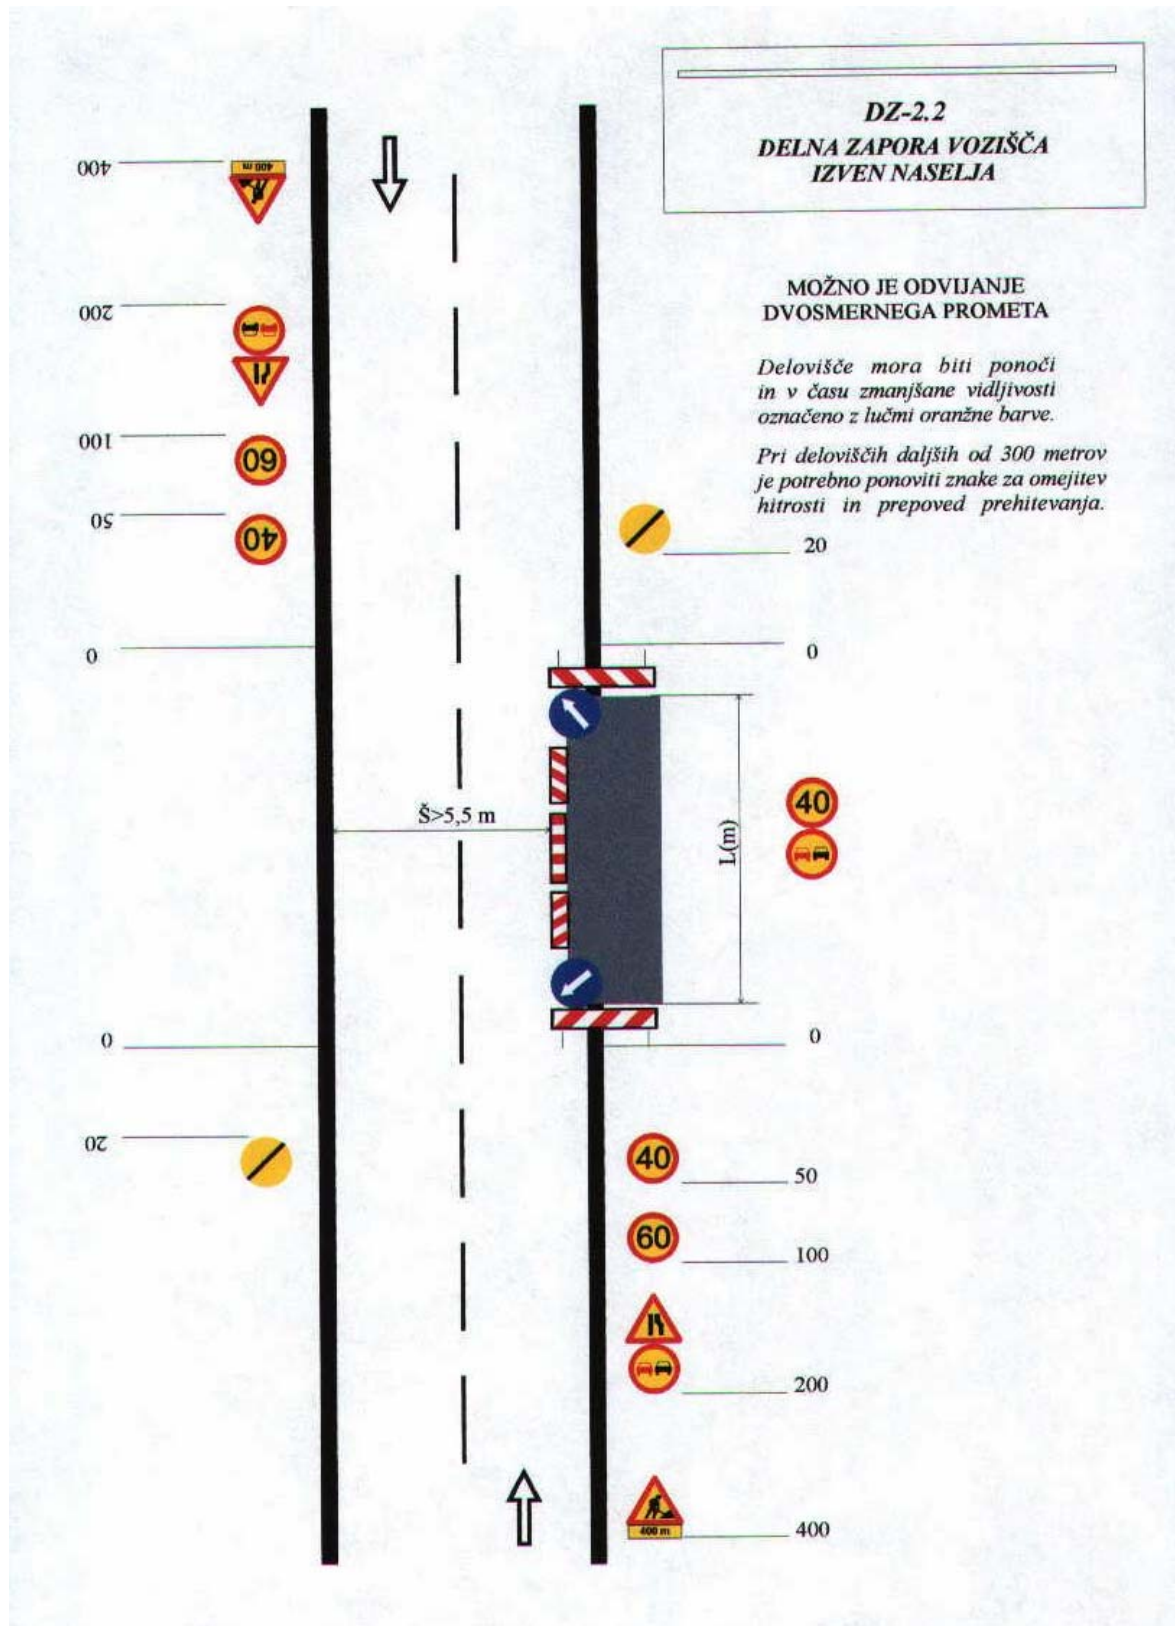 DZ-2.2
DELNA ZAPORA VOZIŠČA
IZVEN NASELJA
MOŽNO JE ODVIJANJE
DVOSMERNEGA PROMETA
Delovišče mora biti ponoči
in v času zmanjšane vidljivosti
označeno z lučmi oranžne barve.
Pri deloviščih daljših od 300 metrov
je potrebno ponoviti znake za omejitev
hitrosti in prepoved prehitevanja.
400
400 m
200
100
60
50
40
20
0
0
40
L(m)
Š>5,5 m
0
0
20
40
50
60
100
200
400 m
400